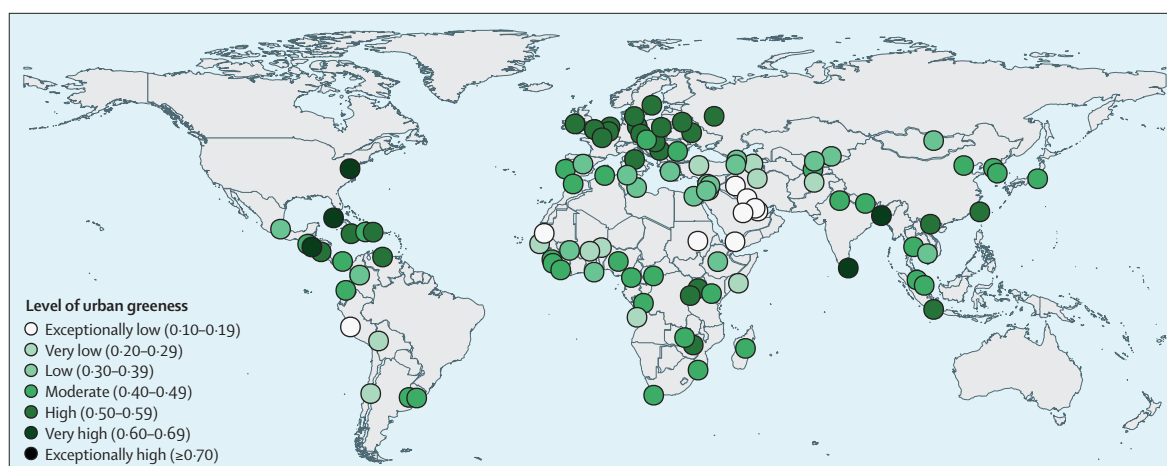 Level of urban greeness
Exceptionally low (0·10–0·19)
Very low (0·20–0·29)
Low (0·30–0·39)
Moderate (0·40–0·49)
High (0·50–0·59)
Very high (0·60–0·69)
Exceptionally high (≥0·70)